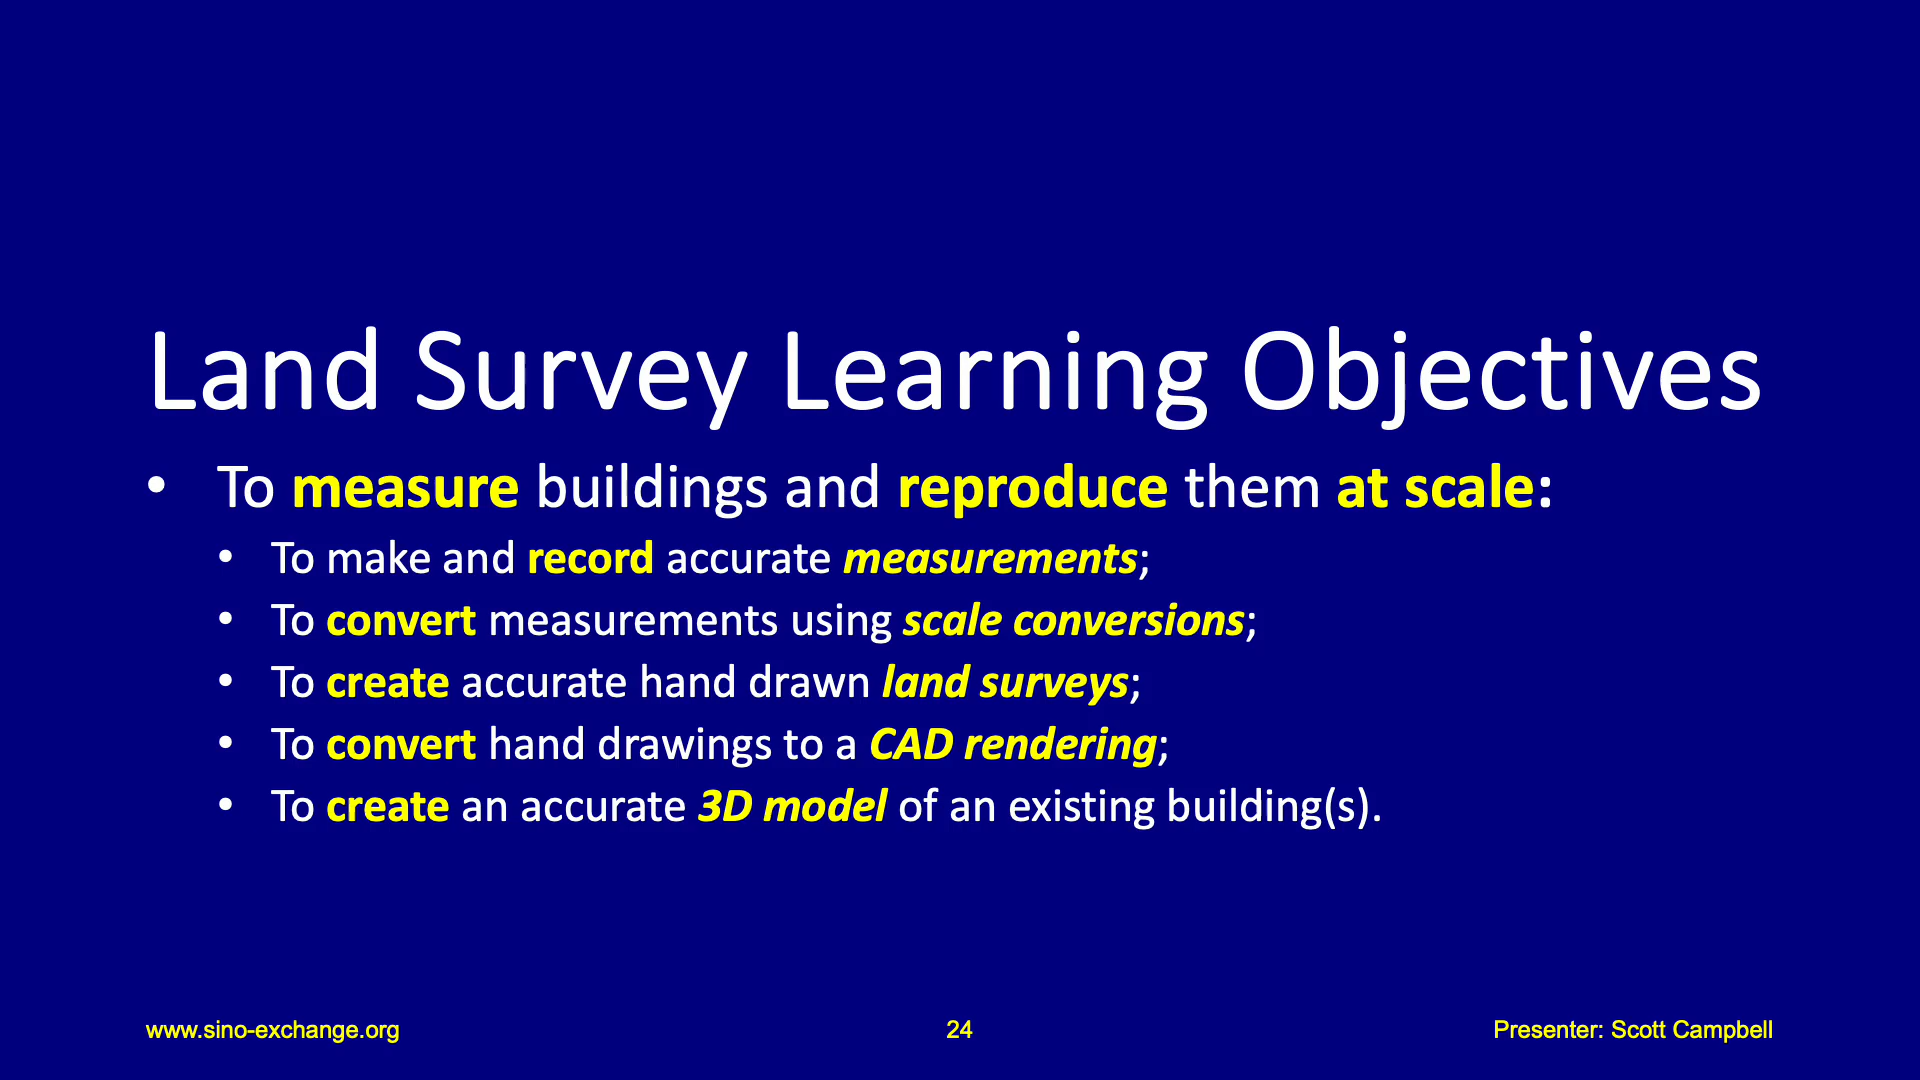 Land Survey Learning Objectives
• To measure buildings and reproduce them at scale:
• To make and record accurate measurements;
• To convert measurements using scale conversions;
• To create accurate hand drawn land surveys;
• To convert hand drawings to a CAD rendering;
• To create an accurate 3D model of an existing building(s).
www.sino-exchange.org
24
Presenter: Scott Campbell